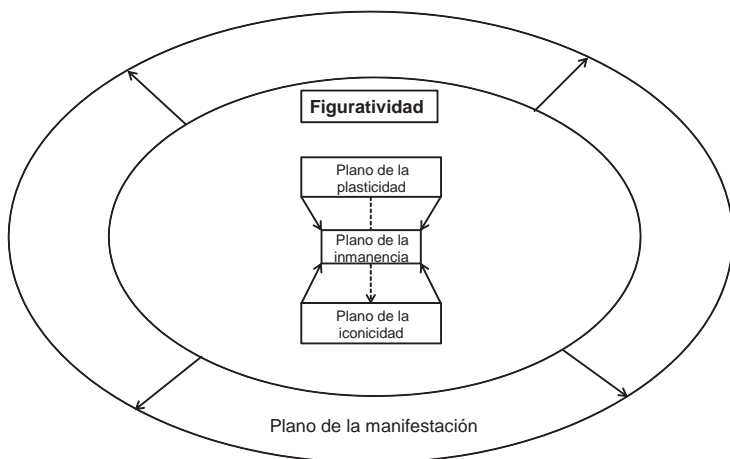 Figuratividad
Plano de la
plasticidad
Plano de la
inmanencia
Plano de la
iconicidad
Plano de la manifestación